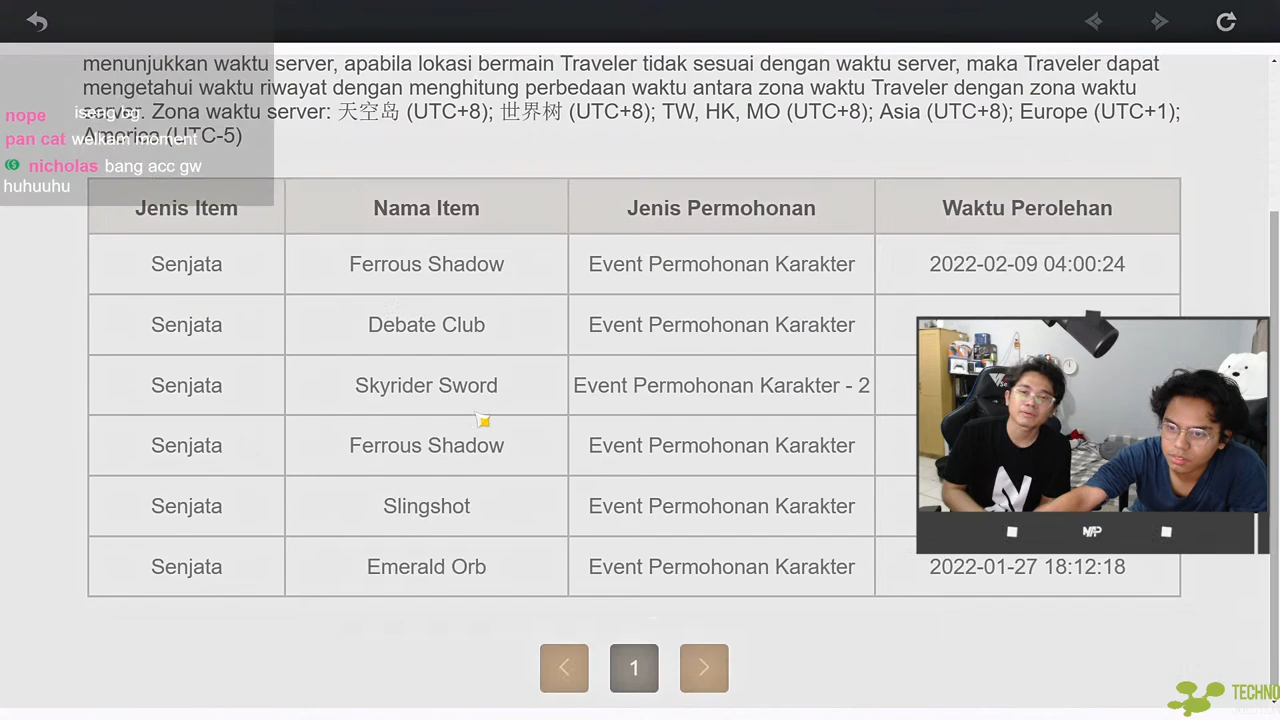 menunjukkan waktu server, apabila lokasi bermain Traveler tidak sesuai dengan waktu server, maka Traveler dapat
mengetahui waktu riwayat dengan menghitung perbedaan waktu antara zona waktu Traveler dengan zona waktu
server. Zona waktu server: 天空岛 (UTC+8); 世界树 (UTC+8); TW, HK, MO (UTC+8); Asia (UTC+8); Europe (UTC+1);
America (UTC-5)
nope iseng bg
pan cat welkam moment
nicholas bang acc gw
huhuuhu
Jenis Item Nama Item Jenis Permohonan Waktu Perolehan
Senjata Ferrous Shadow Event Permohonan Karakter 2022-02-09 04:00:24
Senjata Debate Club Event Permohonan Karakter
Senjata Skyrider Sword Event Permohonan Karakter - 2
Senjata Ferrous Shadow Event Permohonan Karakter
Senjata Slingshot Event Permohonan Karakter
Senjata Emerald Orb Event Permohonan Karakter 2022-01-27 18:12:18
1
TECHNO